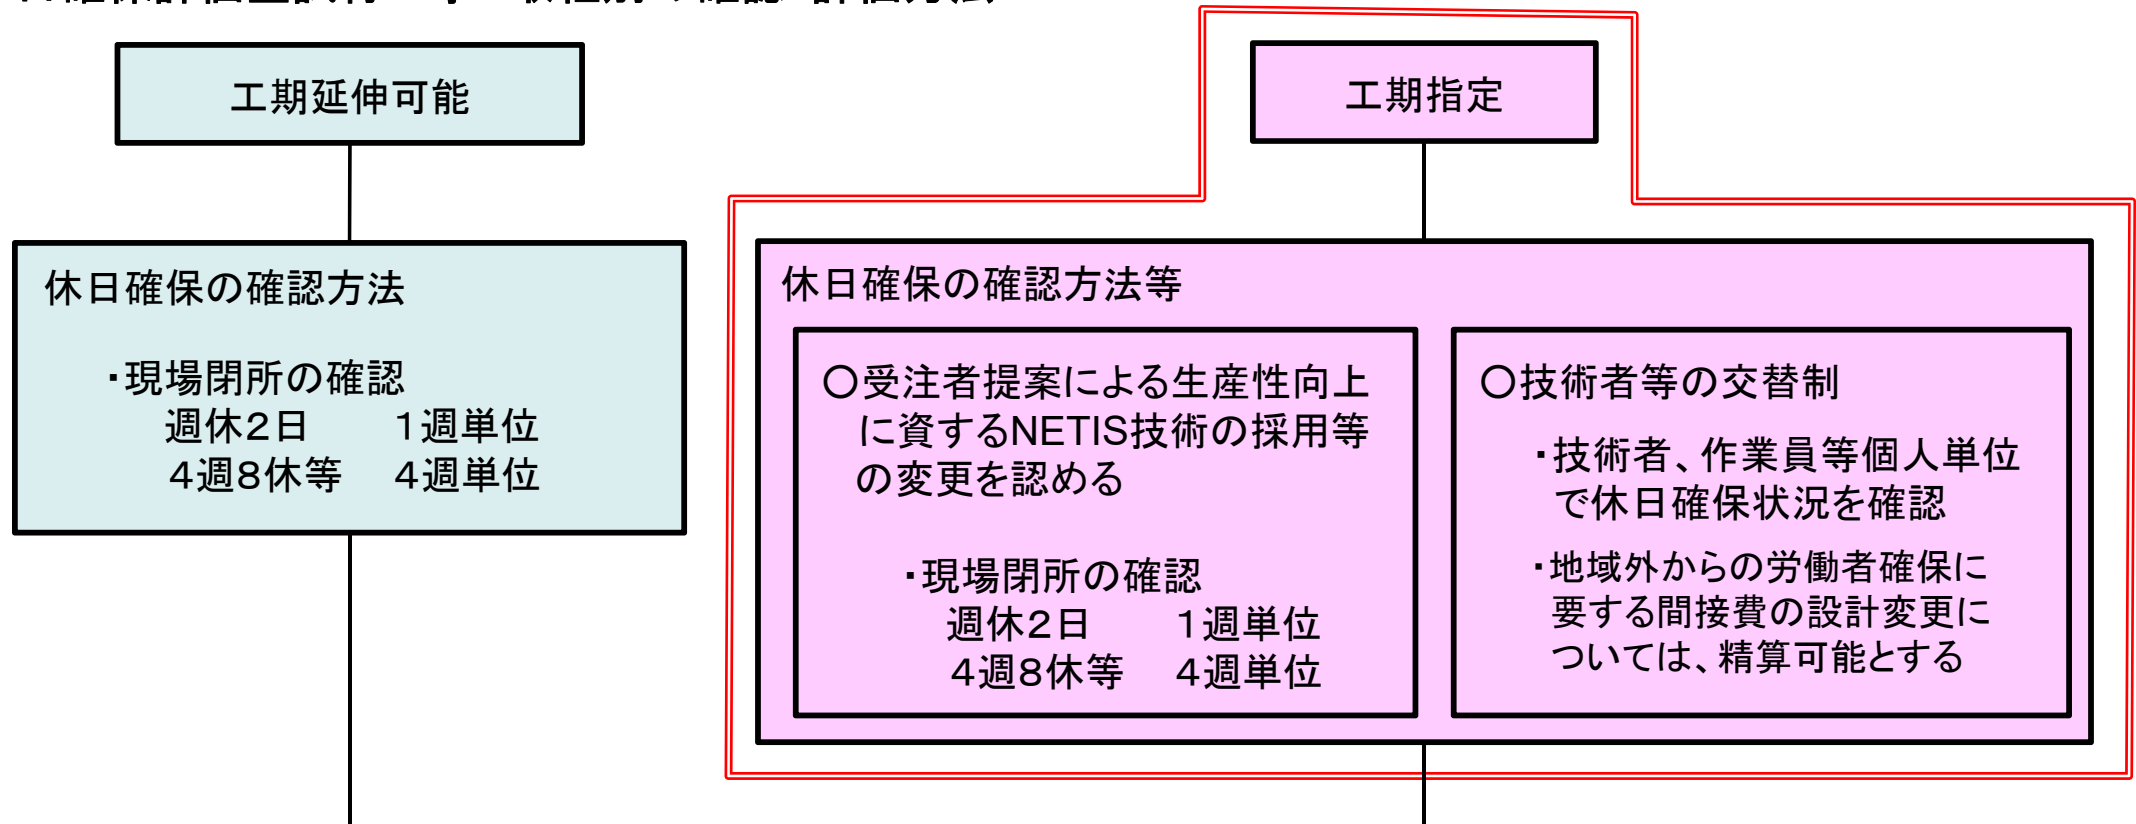 工期延伸可能
休日確保の確認方法
・現場閉所の確認
週休2日　　1週単位
4週8休等　4週単位
工期指定
休日確保の確認方法等
○受注者提案による生産性向上
に資するNETIS技術の採用等
の変更を認める
・現場閉所の確認
週休2日　　1週単位
4週8休等　4週単位
○技術者等の交替制
・技術者、作業員等個人単位
で休日確保状況を確認
・地域外からの労働者確保に
要する間接費の設計変更に
ついては、精算可能とする